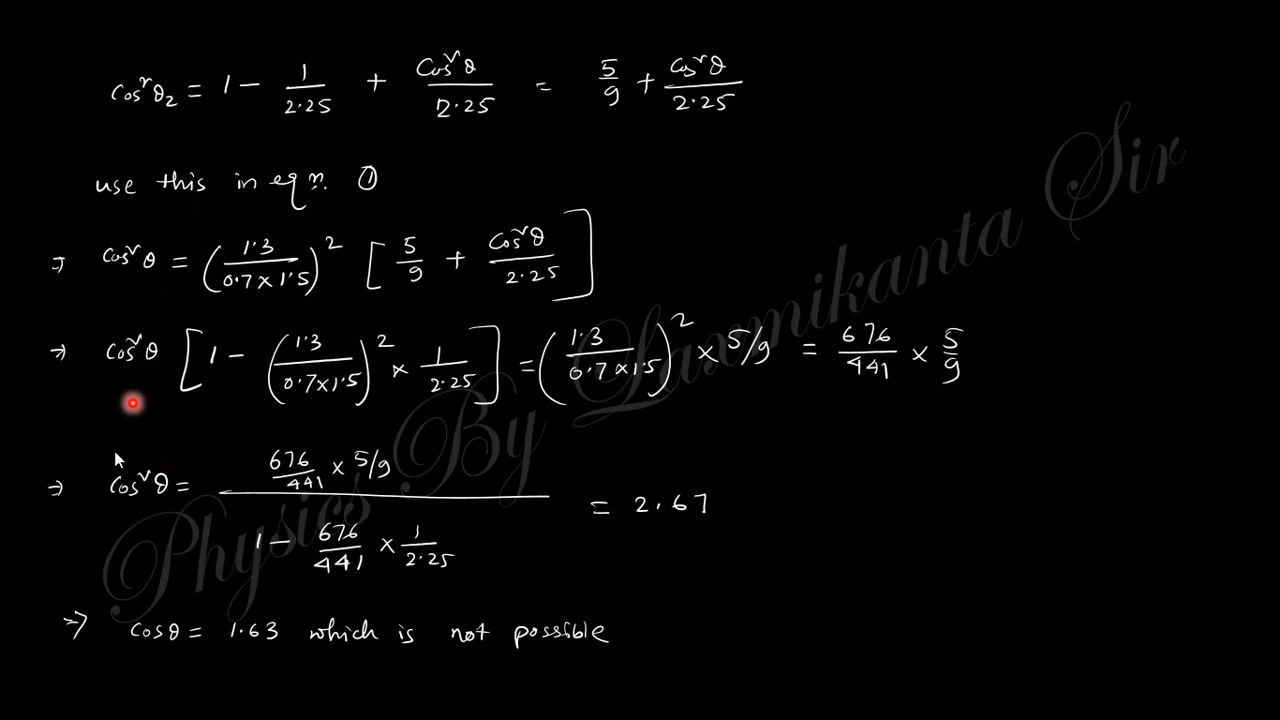 cos²θ₂ = 1 - 1/2.25 + cos²θ/2.25 = 5/9 + cos²θ/2.25
use this in eqn. ①
⇒ cos²θ = (1.3/0.7×1.5)² [5/9 + cos²θ/2.25]
⇒ cos²θ [1 - (1.3/0.7×1.5)² × 1/2.25] = (1.3/0.7×1.5)² × 5/9 = 676/441 × 5/9
⇒ cos²θ = (676/441 × 5/9)/(1 - 676/441 × 1/2.25) = 2.67
⇒ cosθ = 1.63 which is not possible
Physics By Laxmikanta Sir